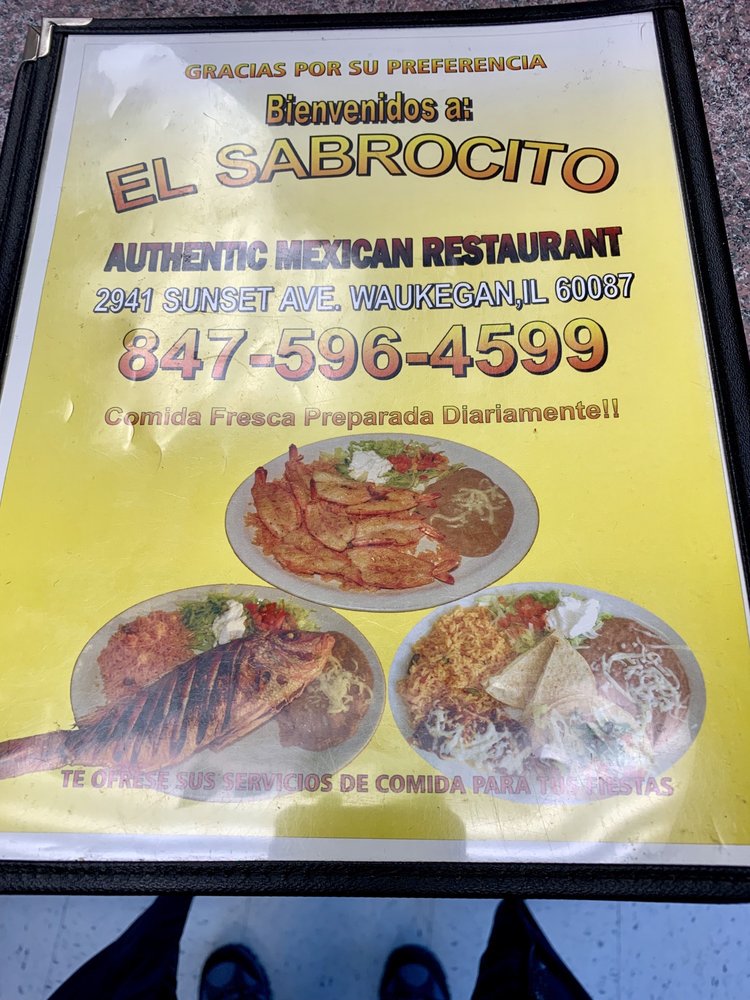 GRACIAS POR SU PREFERENCIA
Bienvenidos a:
EL SABROCITO
AUTHENTIC MEXICAN RESTAURANT
2941 SUNSET AVE. WAUKEGAN,IL 60087
847-596-4599
Comida Fresca Preparada Diariamente!!
TE OFRESE SUS SERVICIOS DE COMIDA PARA TUS FIESTAS